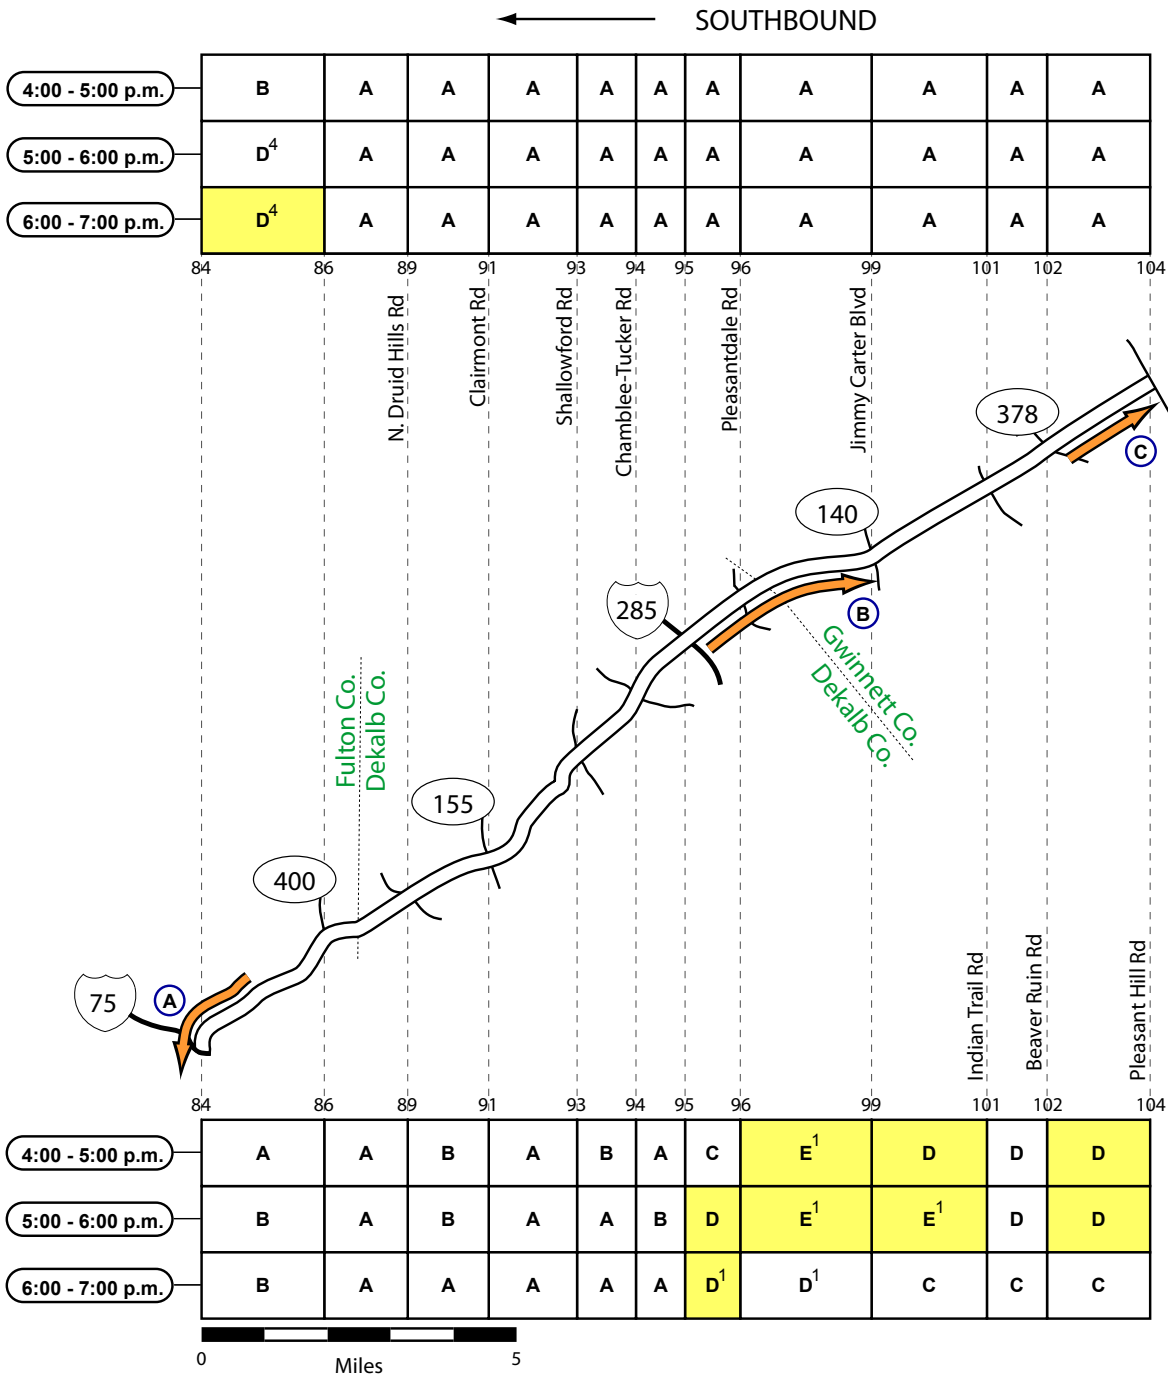 SOUTHBOUND
4:00 - 5:00 p.m. B A A A A A A A A A A
5:00 - 6:00 p.m. D4 A A A A A A A A A A
6:00 - 7:00 p.m. D4 A A A A A A A A A A
84 86 89 91 93 94 95 96 99 101 102 104
N. Druid Hills Rd
Clairmont Rd
Shallowford Rd
Chamblee-Tucker Rd
Pleasantdale Rd
Jimmy Carter Blvd
378
C
140
B
285
Gwinnett Co.
Dekalb Co.
Fulton Co.
Dekalb Co.
155
400
75
A
Indian Trail Rd
Beaver Ruin Rd
Pleasant Hill Rd
84 86 89 91 93 94 95 96 99 101 102 104
4:00 - 5:00 p.m. A A B A B A C E1 D D D
5:00 - 6:00 p.m. B A B A A B D E1 E1 D D
6:00 - 7:00 p.m. B A A A A A D1 D1 C C C
0 5
Miles